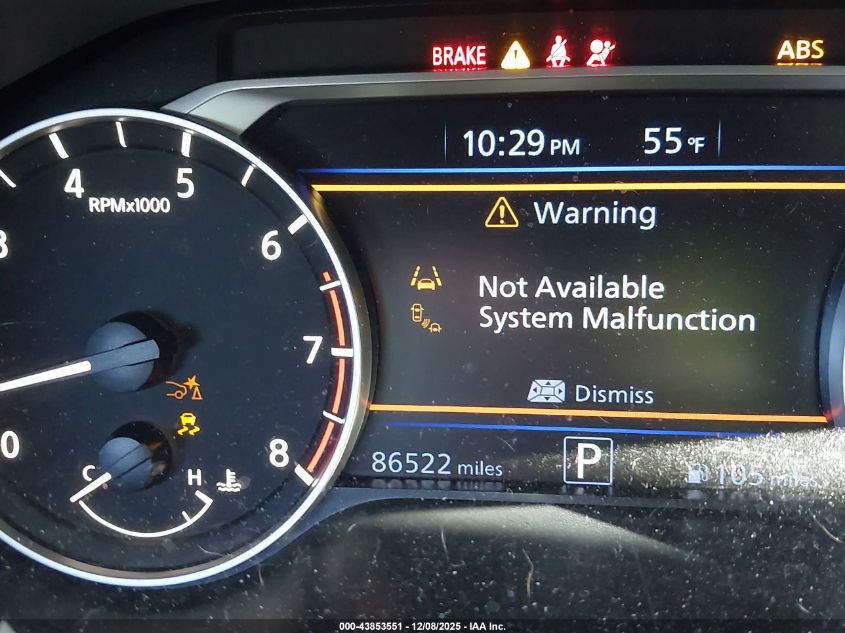 BRAKE
ABS
10:29 PM 55 °F
4 5 6 7 8
RPMx1000
Warning
Not Available
System Malfunction
Dismiss
0
C H
86522 miles
P
105 miles
000-43853551 - 12/08/2025 - IAA Inc.